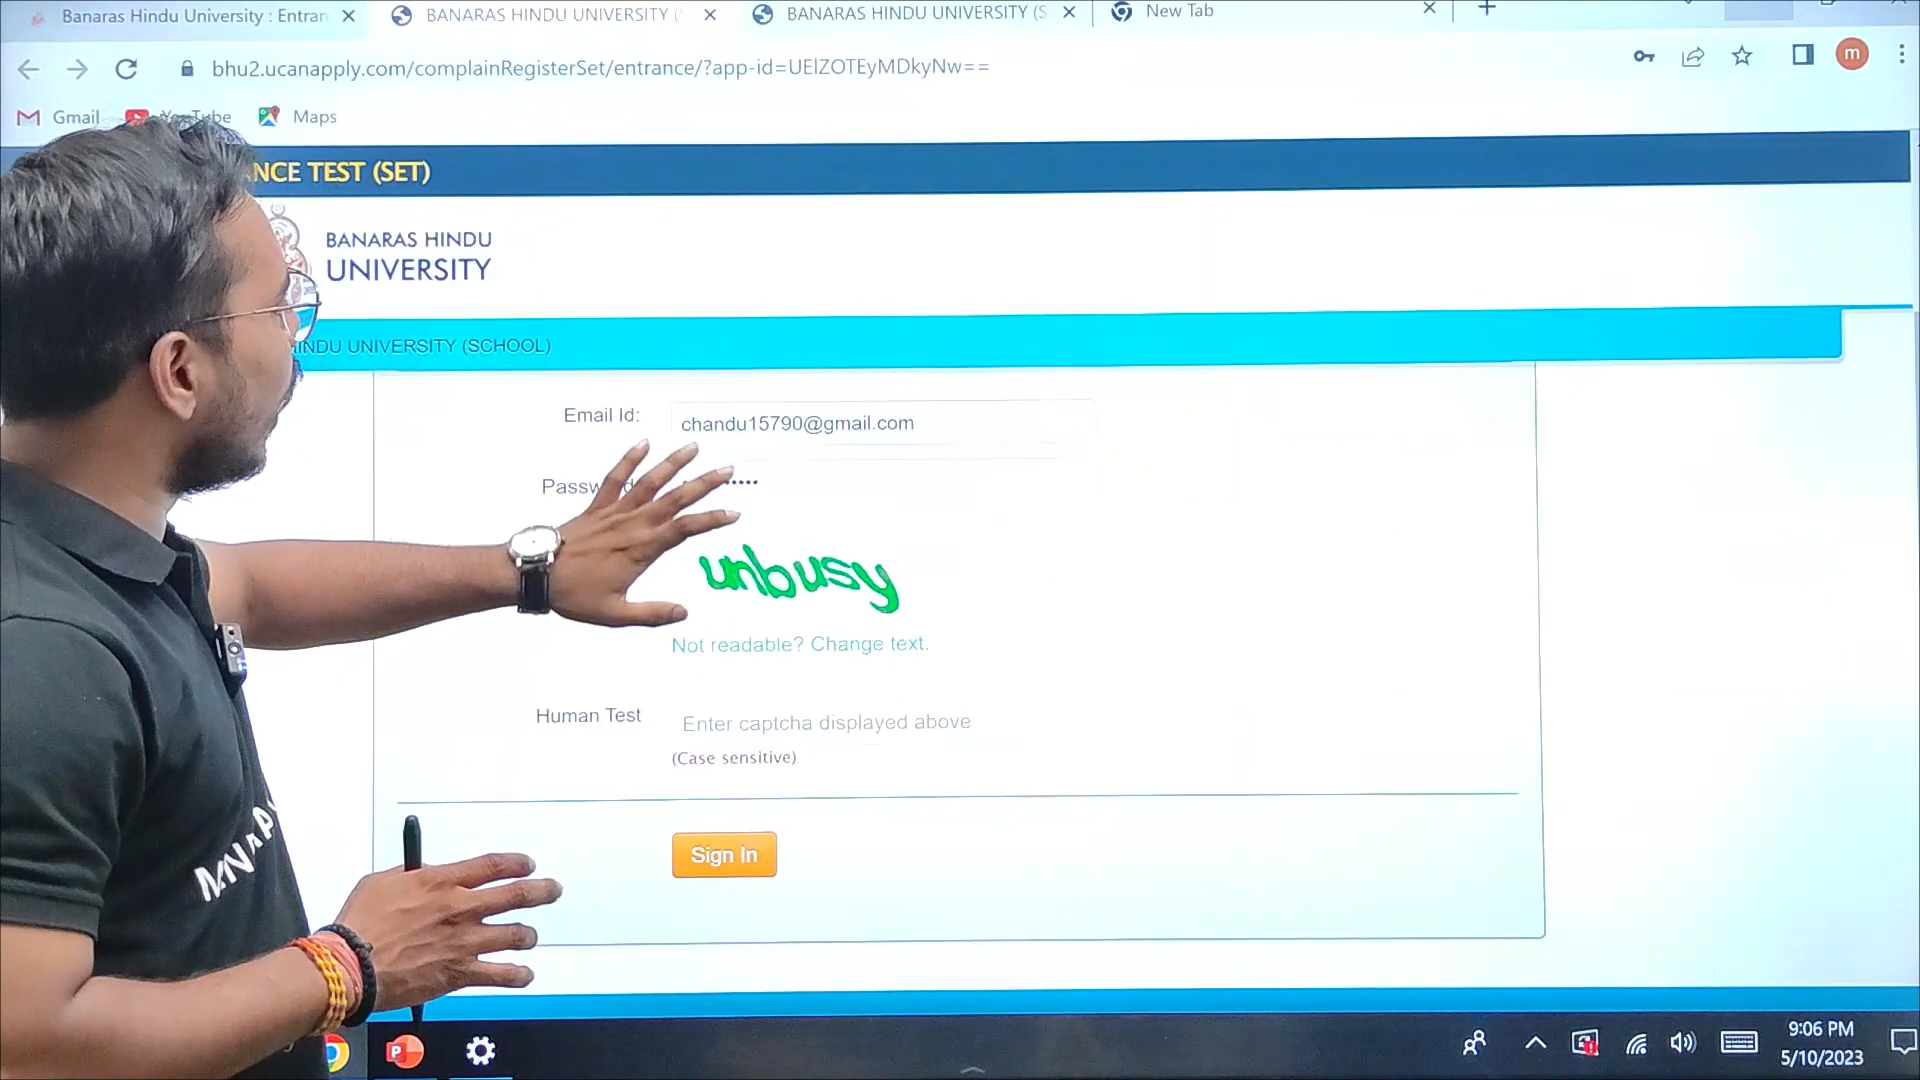 Banaras Hindu University : Entran
BANARAS HINDU UNIVERSITY (
BANARAS HINDU UNIVERSITY (S
New Tab
bhu2.ucanapply.com/complainRegisterSet/entrance/?app-id=UElZOTEyMDkyNw==
m
Gmail
YouTube
Maps
NCE TEST (SET)
BANARAS HINDU
UNIVERSITY
HINDU UNIVERSITY (SCHOOL)
Email Id:
chandu15790@gmail.com
unbusy
Not readable? Change text.
Human Test
Enter captcha displayed above
(Case sensitive)
Sign In
9:06 PM
5/10/2023